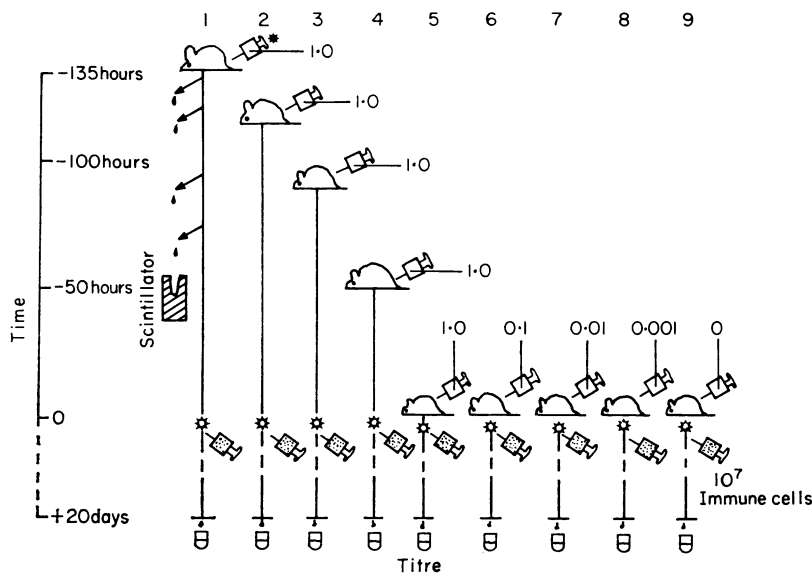 1 2 3 4 5 6 7 8 9
1·0
−135hours
1·0
−100hours
1·0
1·0
−50hours
Time
Scintillator
1.0 0.1 0.01 0.001 0
0
10⁷
Immune cells
+20days
Titre